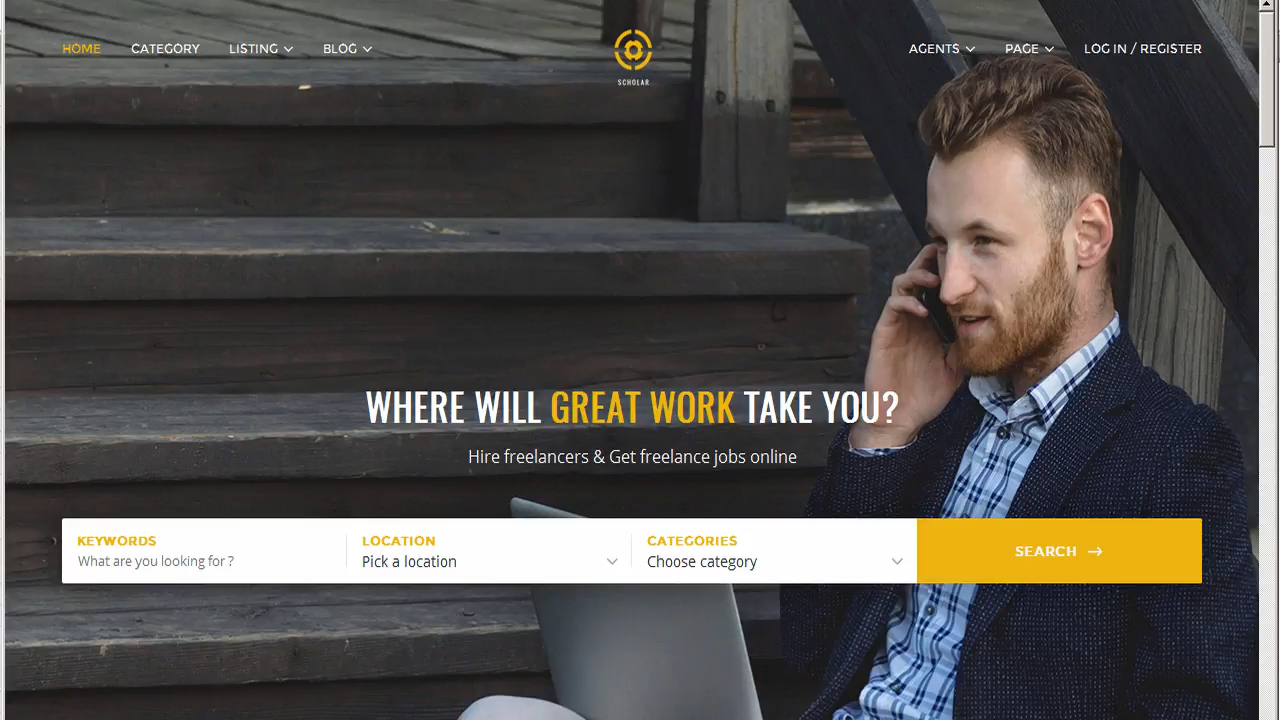 HOME CATEGORY LISTING BLOG SCHOLAR AGENTS PAGE LOG IN / REGISTER
WHERE WILL GREAT WORK TAKE YOU?
Hire freelancers & Get freelance jobs online
KEYWORDS LOCATION CATEGORIES
What are you looking for ? Pick a location Choose category SEARCH →